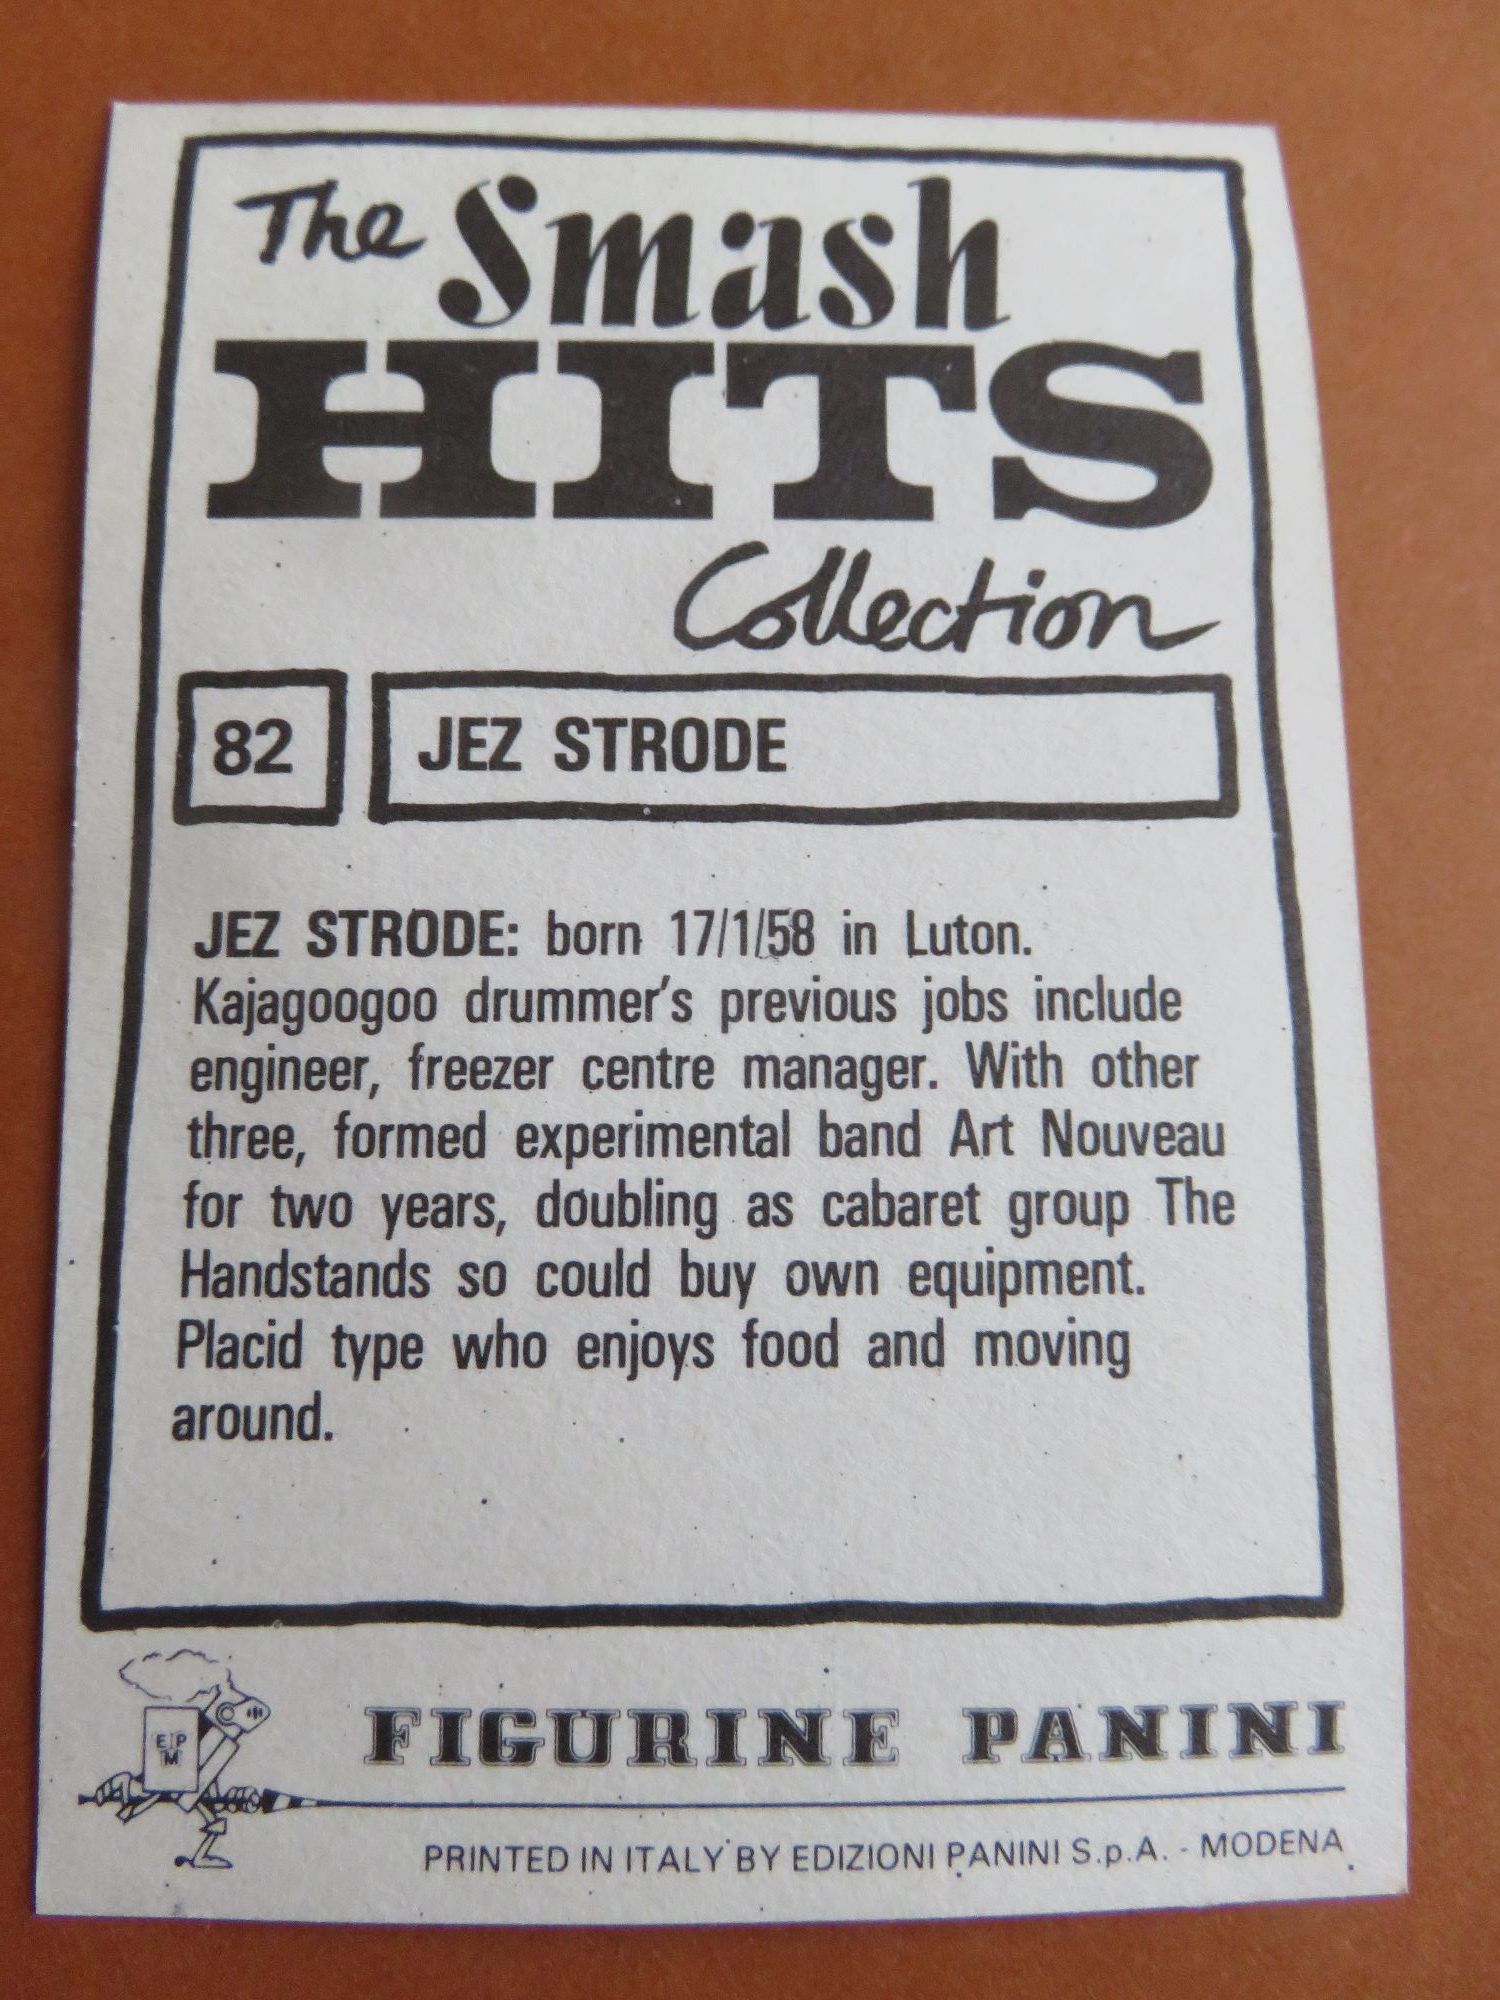 The Smash
HITS
Collection
82 JEZ STRODE
JEZ STRODE: born 17/1/58 in Luton.
Kajagoogoo drummer's previous jobs include
engineer, freezer centre manager. With other
three, formed experimental band Art Nouveau
for two years, doubling as cabaret group The
Handstands so could buy own equipment.
Placid type who enjoys food and moving
around.
E P
M
FIGURINE PANINI
PRINTED IN ITALY BY EDIZIONI PANINI S.p.A. - MODENA